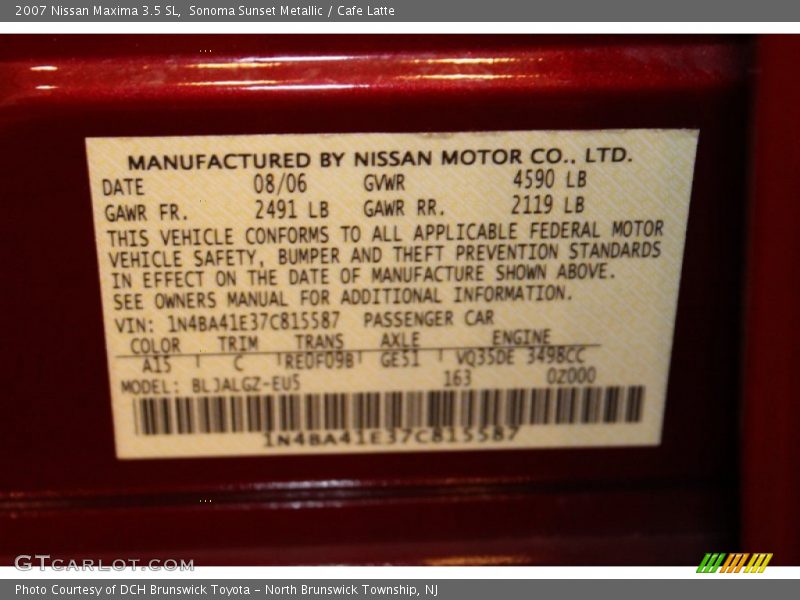 2007 Nissan Maxima 3.5 SL, Sonoma Sunset Metallic / Cafe Latte
MANUFACTURED BY NISSAN MOTOR CO., LTD.
DATE 08/06 GVWR 4590 LB
GAWR FR. 2491 LB GAWR RR. 2119 LB
THIS VEHICLE CONFORMS TO ALL APPLICABLE FEDERAL MOTOR
VEHICLE SAFETY, BUMPER AND THEFT PREVENTION STANDARDS
IN EFFECT ON THE DATE OF MANUFACTURE SHOWN ABOVE.
SEE OWNERS MANUAL FOR ADDITIONAL INFORMATION.
VIN: 1N4BA41E37C815587 PASSENGER CAR
COLOR TRIM TRANS AXLE ENGINE
A15 C RE0F09B GE51 VQ35DE 3498CC
MODEL: BLJALGZ-EU5 163 0Z000
1N4BA41E37C815587
GTCARLOT.COM
Photo Courtesy of DCH Brunswick Toyota - North Brunswick Township, NJ